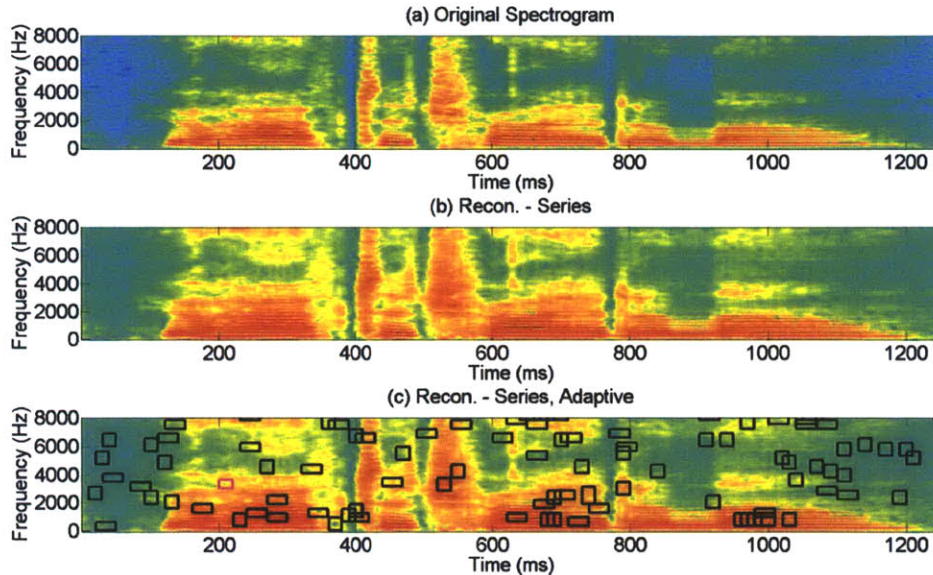 (a) Original Spectrogram
Frequency (Hz)
8000
6000
4000
2000
0
200 400 600 800 1000 1200
Time (ms)
(b) Recon. - Series
Frequency (Hz)
8000
6000
4000
2000
0
200 400 600 800 1000 1200
Time (ms)
(c) Recon. - Series, Adaptive
Frequency (Hz)
8000
6000
4000
2000
0
200 400 600 800 1000 1200
Time (ms)